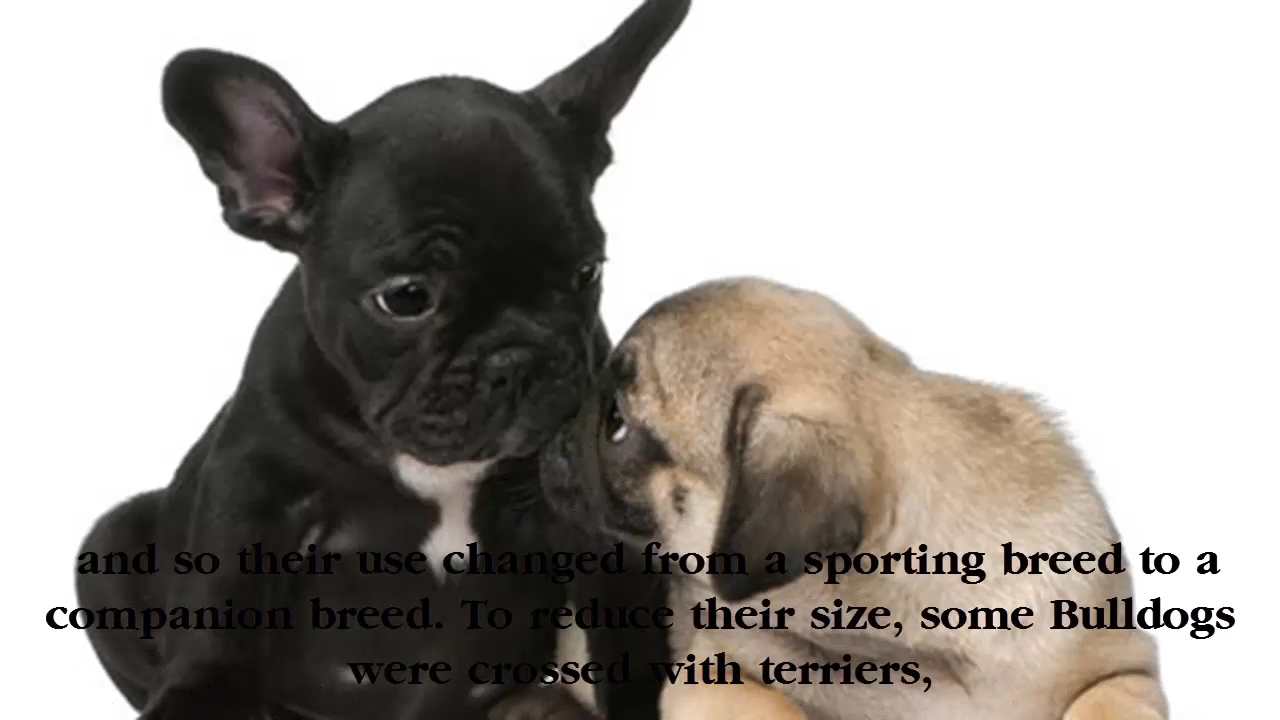 and so their use changed from a sporting breed to a
companion breed. To reduce their size, some Bulldogs
were crossed with terriers,